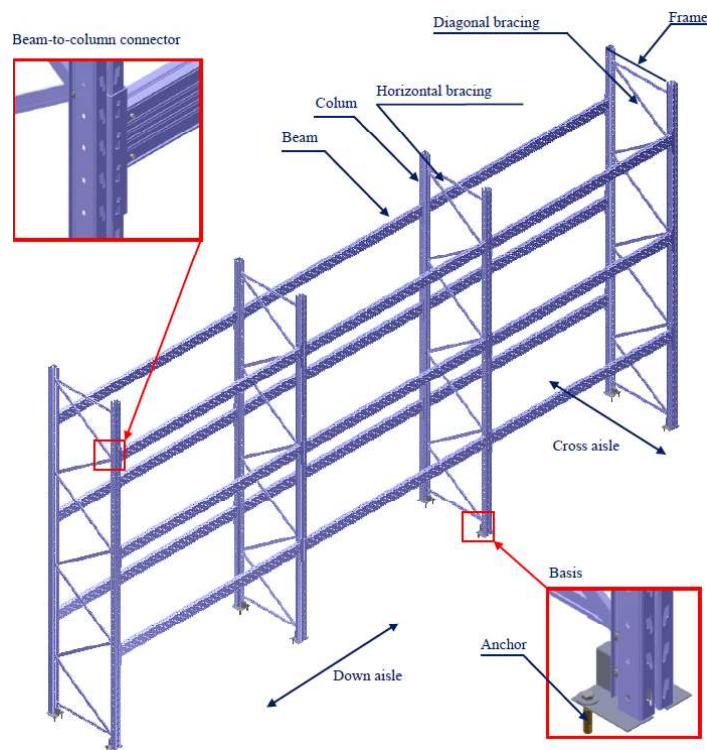 Beam-to-column connector
Diagonal bracing
Frame
Colum
Horizontal bracing
Beam
Cross aisle
Basis
Anchor
Down aisle